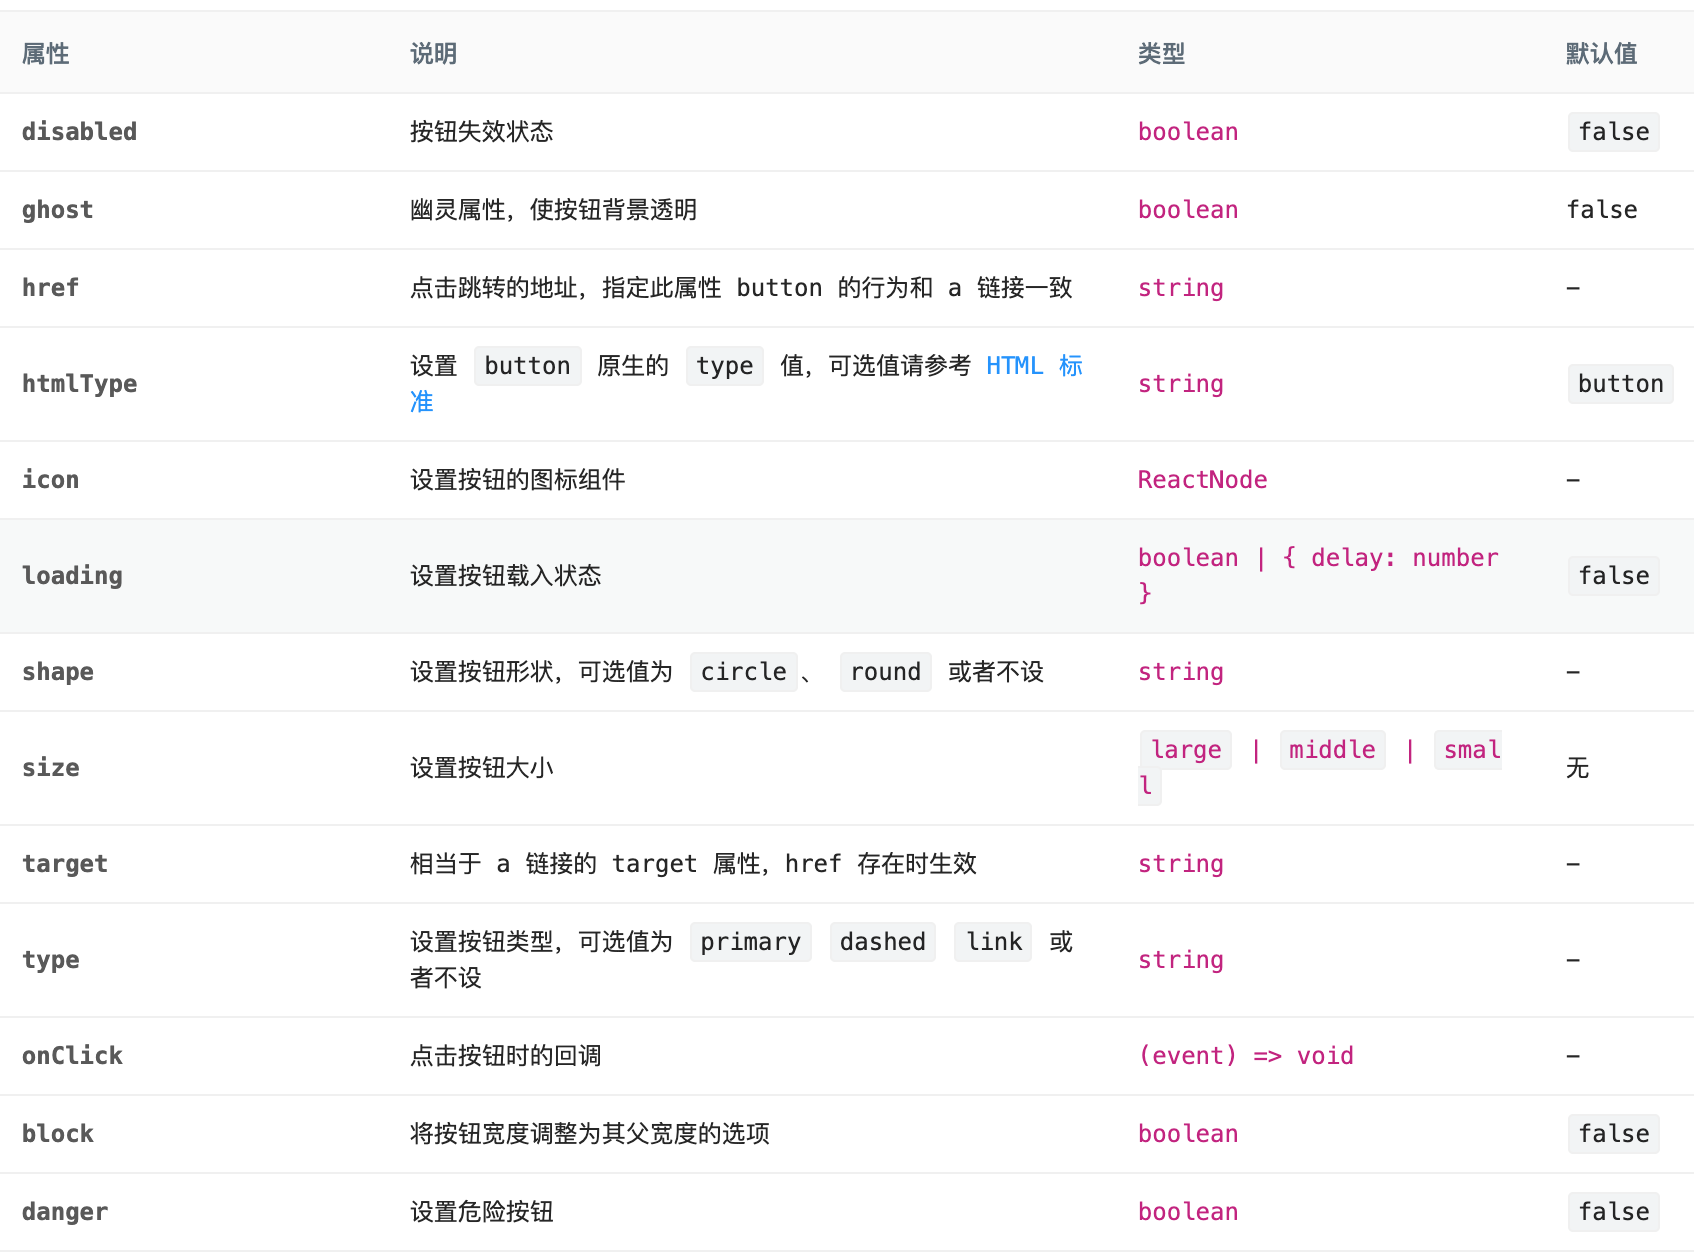 属性 说明 类型 默认值
disabled 按钮失效状态 boolean false
ghost 幽灵属性，使按钮背景透明 boolean false
href 点击跳转的地址，指定此属性 button 的行为和 a 链接一致 string -
htmlType 设置 button 原生的 type 值，可选值请参考 HTML 标
准 string button
icon 设置按钮的图标组件 ReactNode -
loading 设置按钮载入状态 boolean | { delay: number
} false
shape 设置按钮形状，可选值为 circle、 round 或者不设 string -
size 设置按钮大小 large | middle | smal
l 无
target 相当于 a 链接的 target 属性，href 存在时生效 string -
type 设置按钮类型，可选值为 primary dashed link 或
者不设 string -
onClick 点击按钮时的回调 (event) => void -
block 将按钮宽度调整为其父宽度的选项 boolean false
danger 设置危险按钮 boolean false